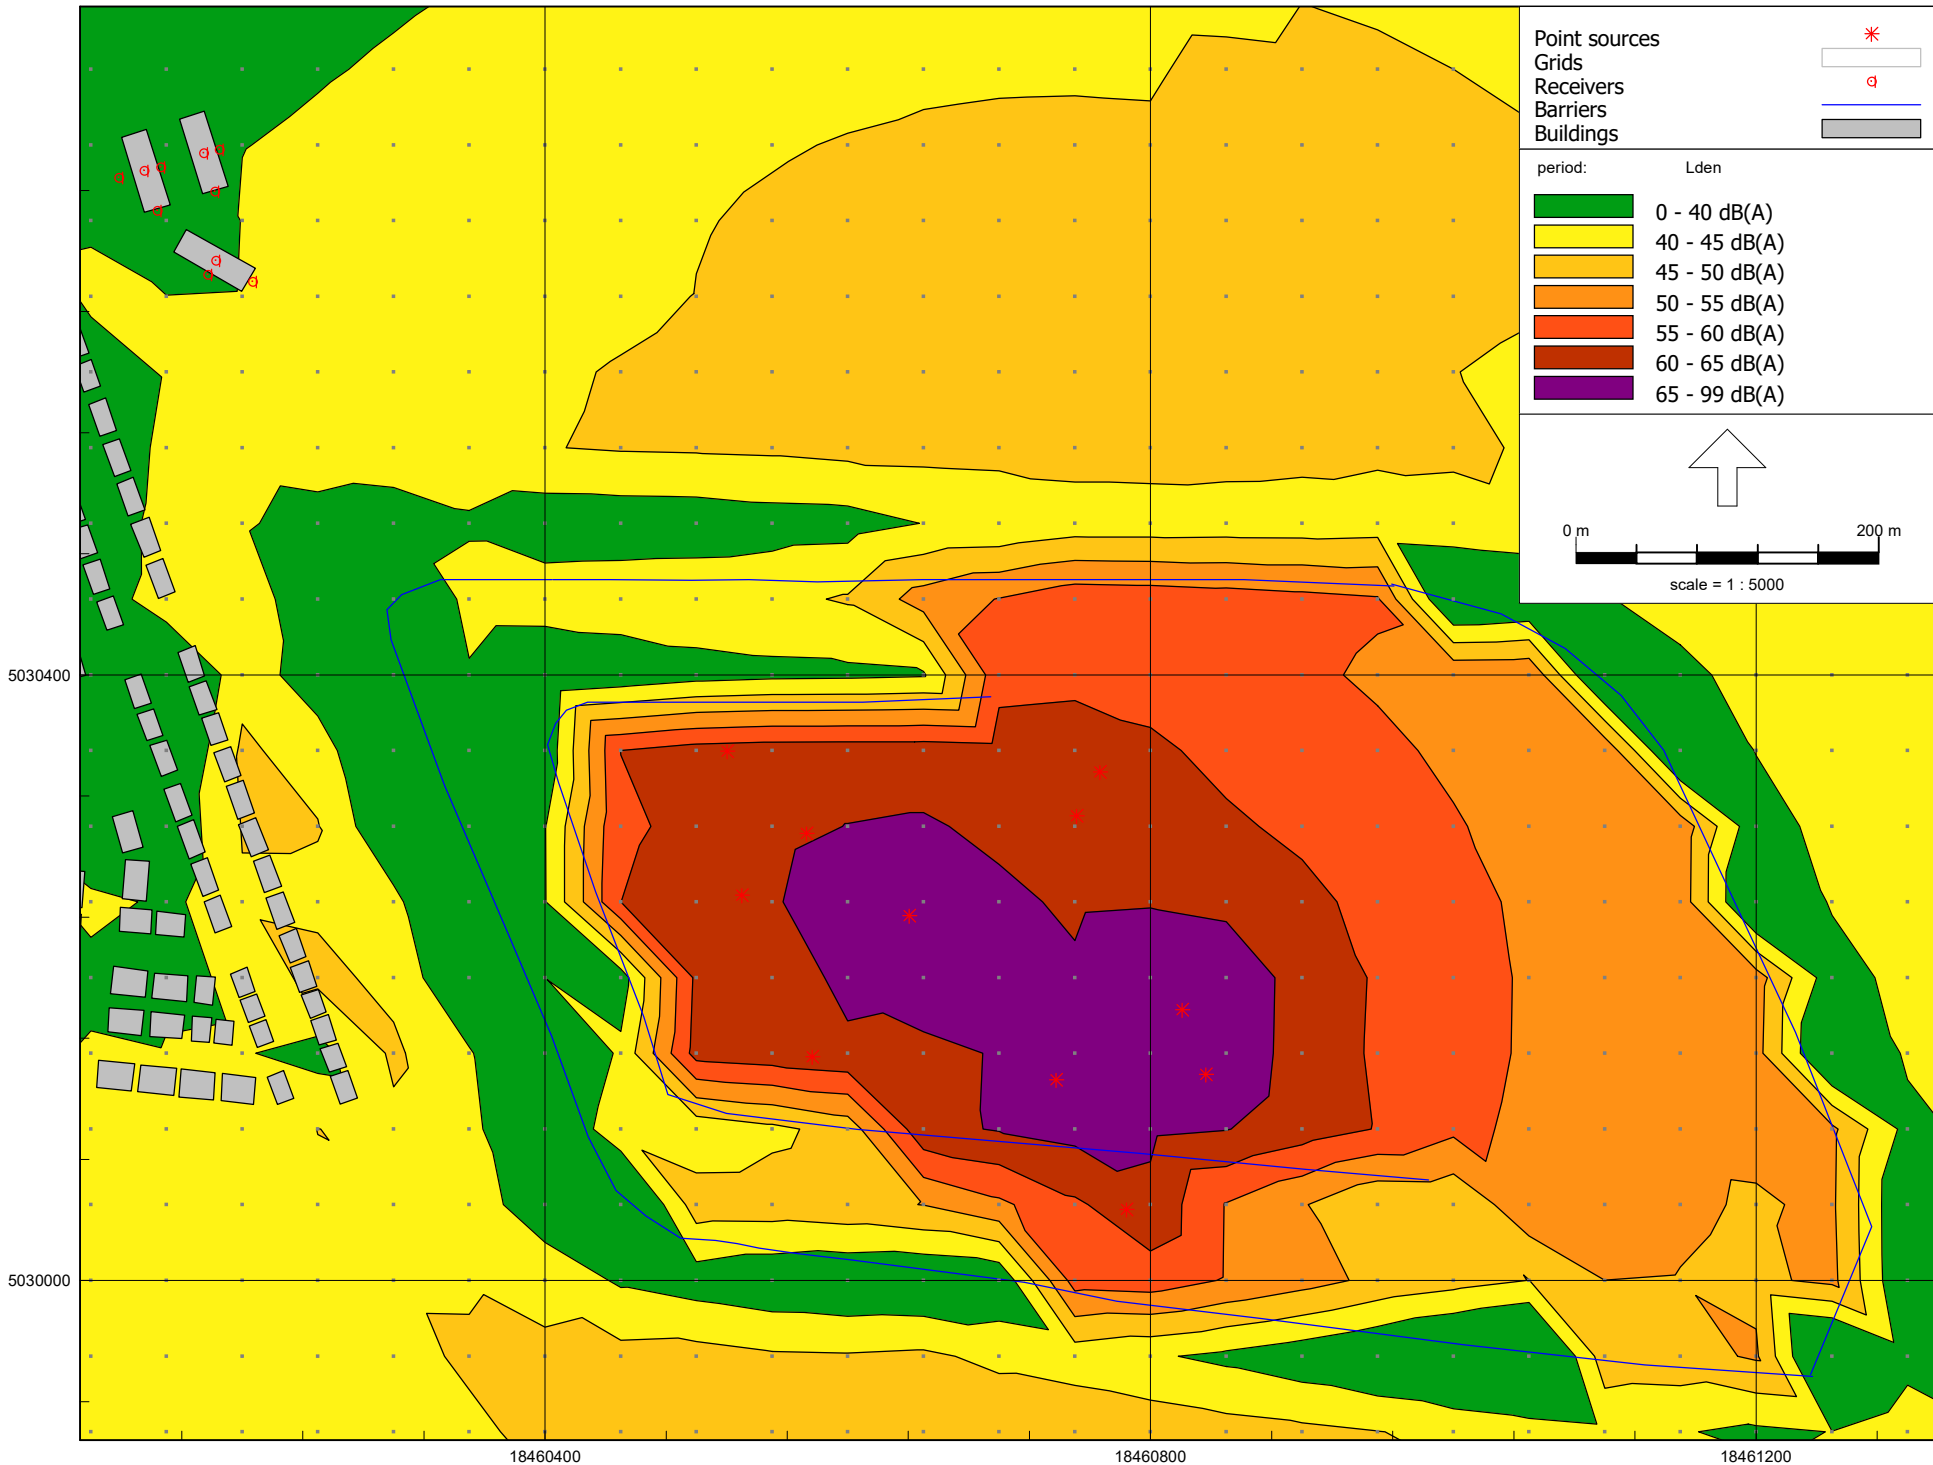 Point sources
Grids
Receivers
Barriers
Buildings
period: Lden
0 - 40 dB(A)
40 - 45 dB(A)
45 - 50 dB(A)
50 - 55 dB(A)
55 - 60 dB(A)
60 - 65 dB(A)
65 - 99 dB(A)
0 m 200 m
scale = 1 : 5000
5030400
5030000
18460400 18460800 18461200